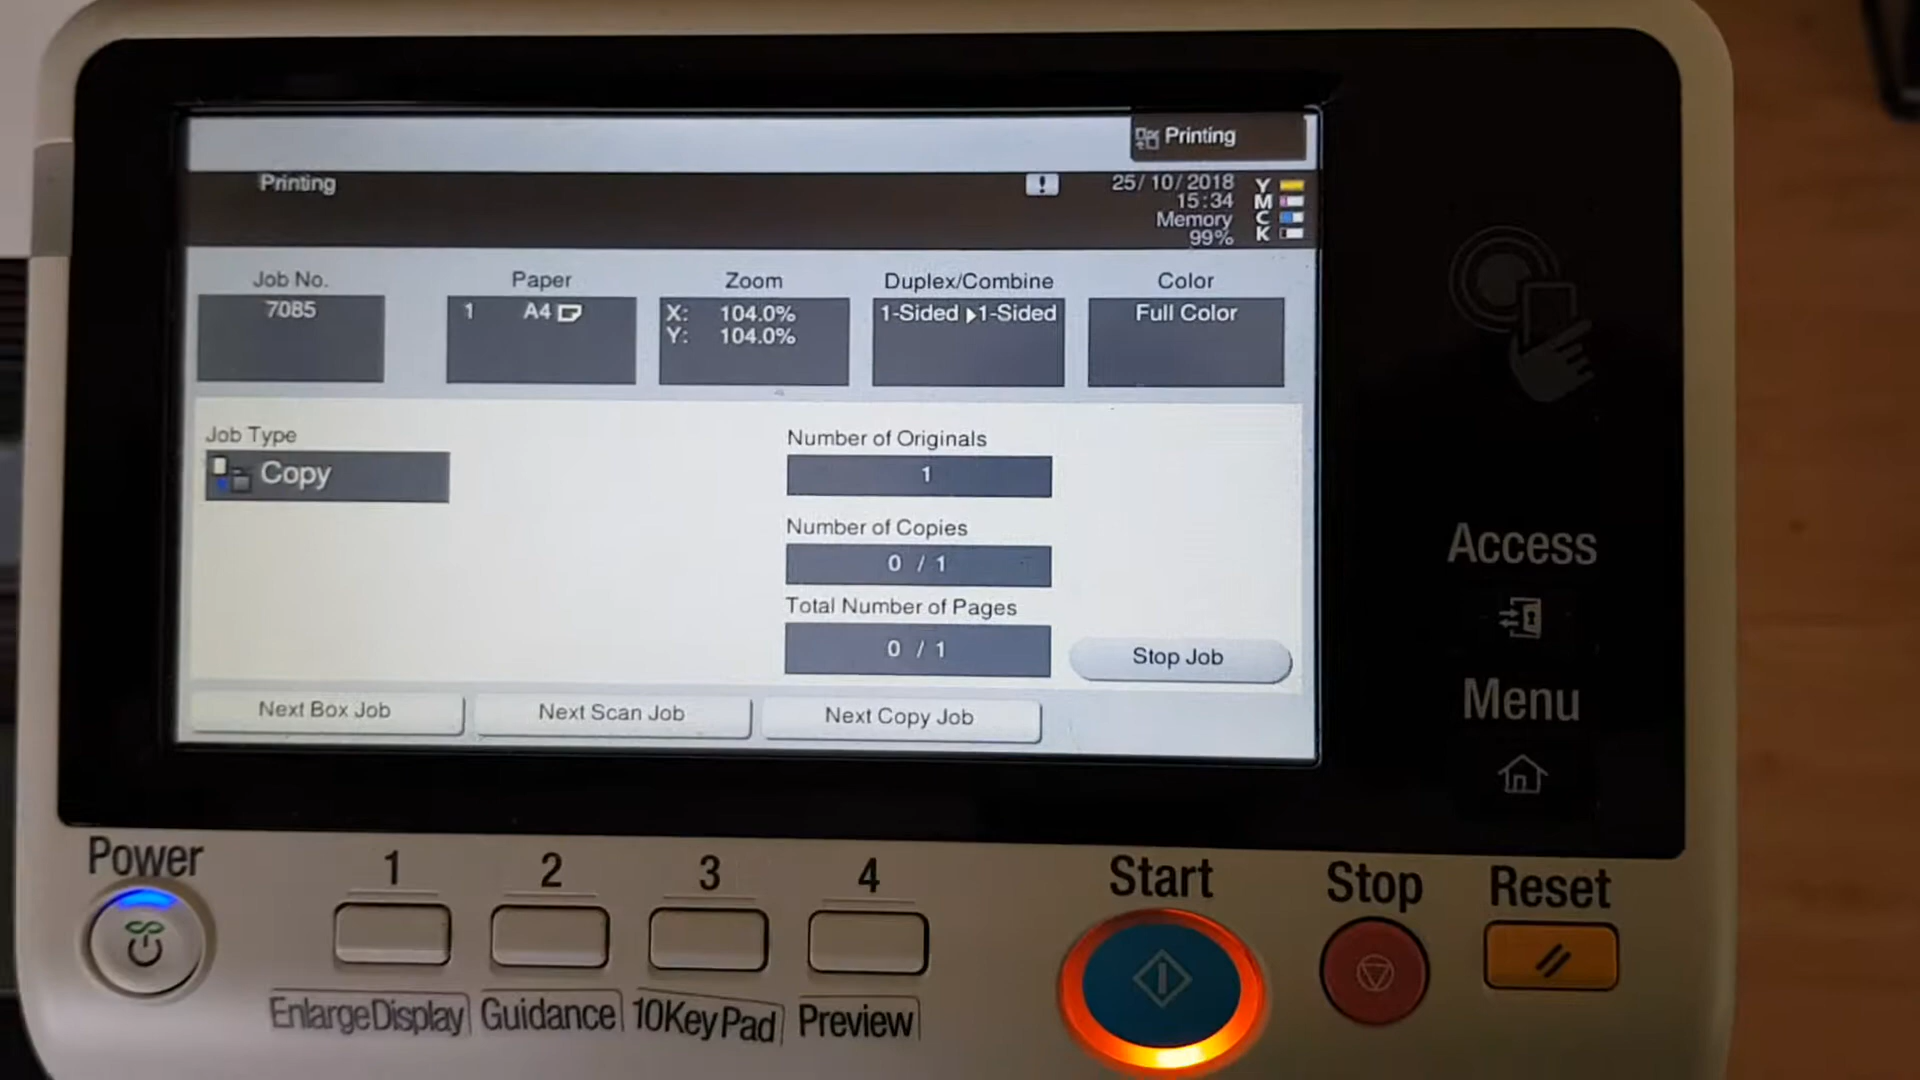 Printing
Printing
25/10/2018
15:34
Memory
99%
Y
M
C
K
Job No.
7085
Paper
1 A4
Zoom
X: 104.0%
Y: 104.0%
Duplex/Combine
1-Sided ▶1-Sided
Color
Full Color
Job Type
Copy
Number of Originals
1
Number of Copies
0 / 1
Total Number of Pages
0 / 1
Stop Job
Next Box Job
Next Scan Job
Next Copy Job
Access
Menu
Power
1
2
3
4
Start
Stop
Reset
Enlarge Display
Guidance
10 Key Pad
Preview